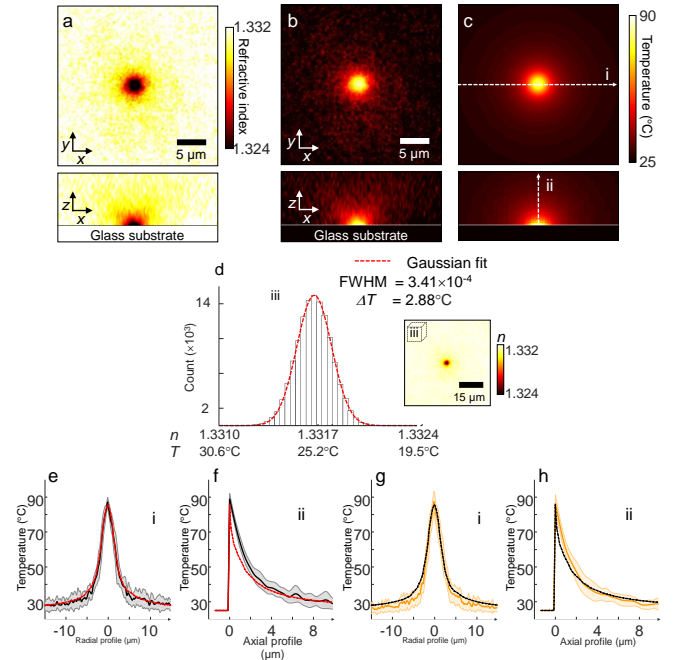 a
1.332
Refractive index
1.324
y
x
5 µm
z
x
Glass substrate
b
y
x
5 µm
z
x
Glass substrate
c
i
ii
90
Temperature (°C)
25
d
iii
Gaussian fit
FWHM = 3.41×10⁻⁴
ΔT = 2.88°C
14
Count (×10³)
2
n 1.3310 1.3317 1.3324
T 30.6°C 25.2°C 19.5°C
iii
15 µm
n
1.332
1.324
e
i
90
70
50
30
Temperature (°C)
-10 0 10
Radial profile (µm)
f
ii
90
70
50
30
Temperature (°C)
0 4 8
Axial profile
(µm)
g
i
90
70
50
30
Temperature (°C)
-10 0 10
Radial profile (µm)
h
ii
90
70
50
30
Temperature (°C)
0 4 8
Axial profile (µm)